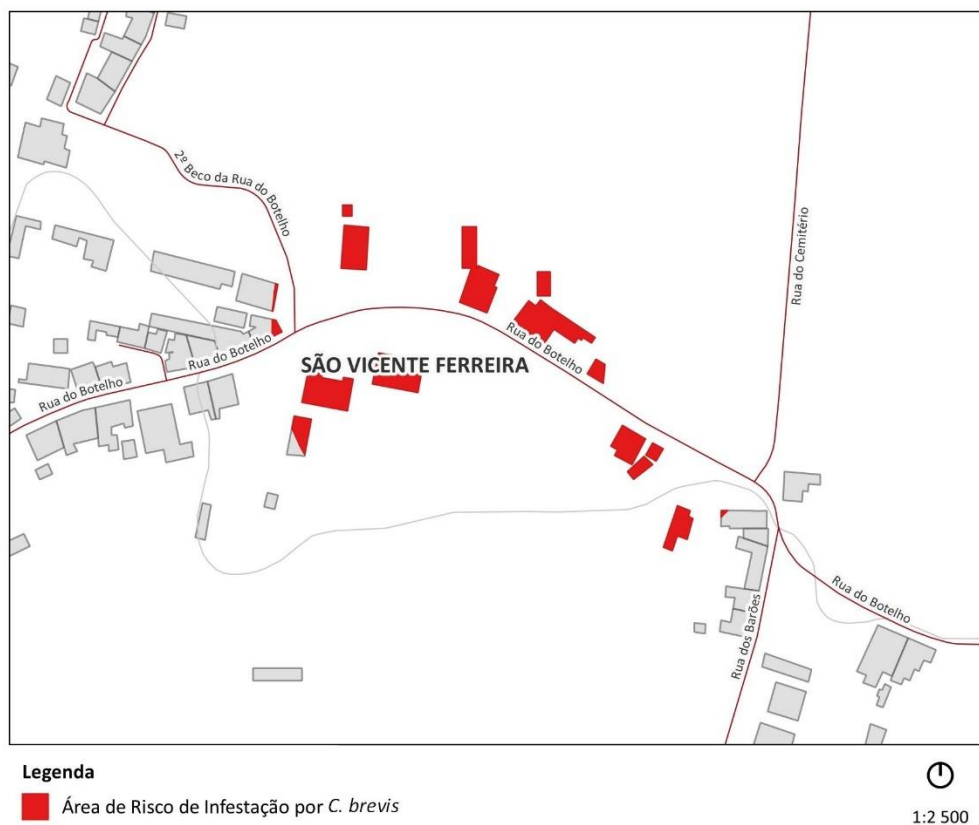 2º Beco da Rua do Botelho
Rua do Cemitério
Rua do Botelho
Rua do Botelho
SÃO VICENTE FERREIRA
Rua do Botelho
Rua dos Barões
Rua do Botelho
Legenda
Área de Risco de Infestação por C. brevis
1:2 500